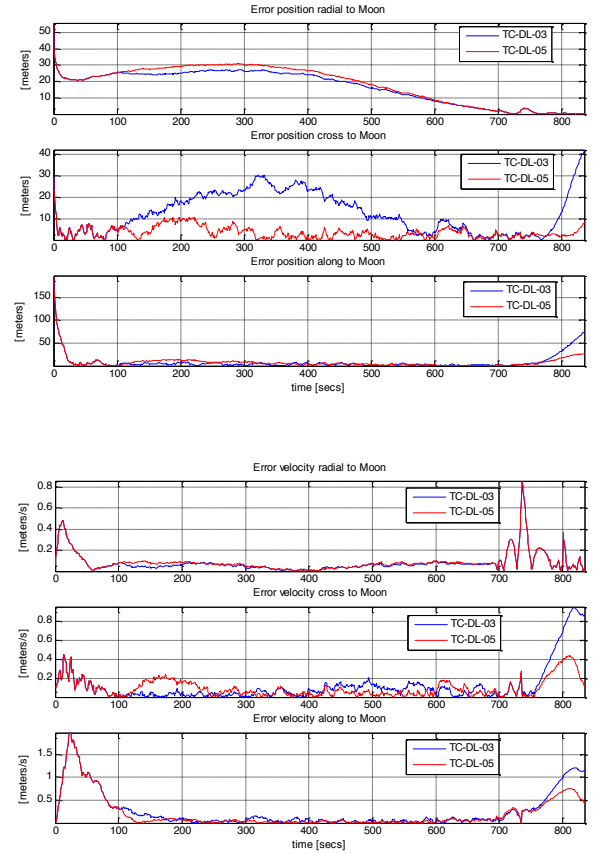 Error position radial to Moon
[meters]
50
40
30
20
10
TC-DL-03
TC-DL-05
0 100 200 300 400 500 600 700 800
Error position cross to Moon
[meters]
40
30
20
10
TC-DL-03
TC-DL-05
0 100 200 300 400 500 600 700 800
Error position along to Moon
[meters]
150
100
50
TC-DL-03
TC-DL-05
0 100 200 300 400 500 600 700 800
time [secs]
Error velocity radial to Moon
[meters/s]
0.8
0.6
0.4
0.2
TC-DL-03
TC-DL-05
0 100 200 300 400 500 600 700 800
Error velocity cross to Moon
[meters/s]
0.8
0.6
0.4
0.2
TC-DL-03
TC-DL-05
0 100 200 300 400 500 600 700 800
Error velocity along to Moon
[meters/s]
1.5
1
0.5
TC-DL-03
TC-DL-05
0 100 200 300 400 500 600 700 800
time [secs]